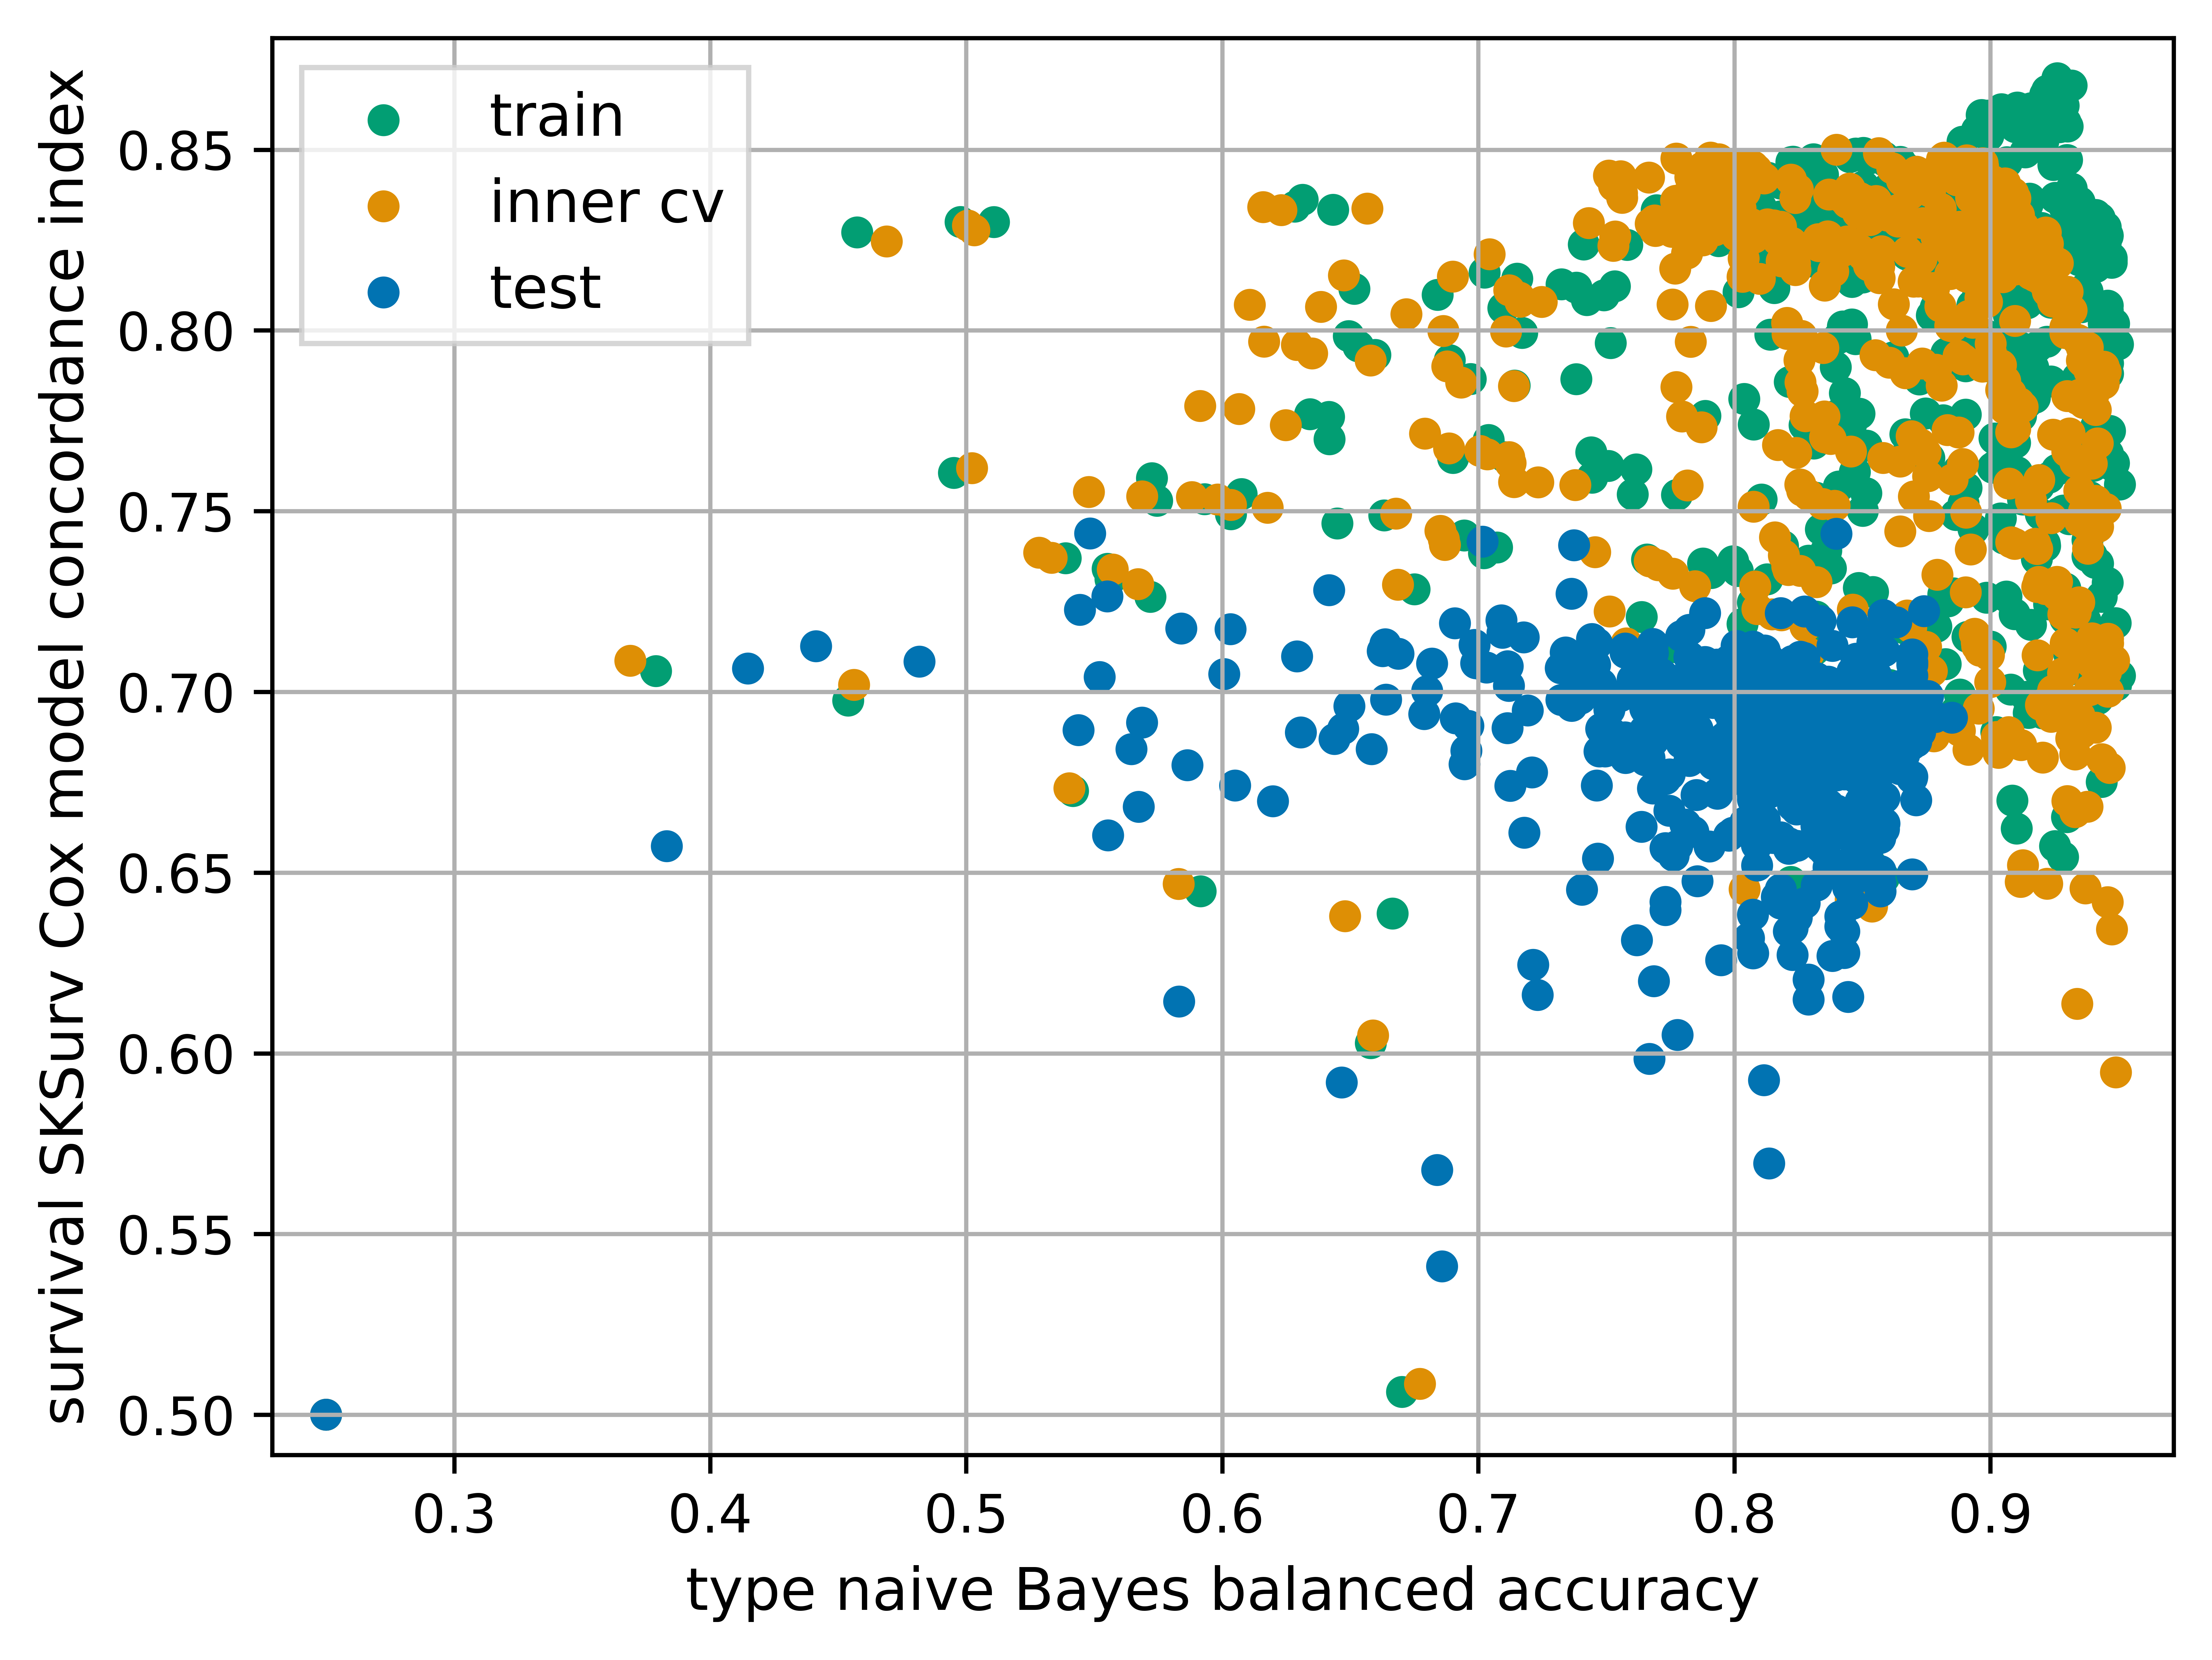 train
inner cv
test
survival SKSurv Cox model concordance index
0.85
0.80
0.75
0.70
0.65
0.60
0.55
0.50
0.3 0.4 0.5 0.6 0.7 0.8 0.9
type naive Bayes balanced accuracy